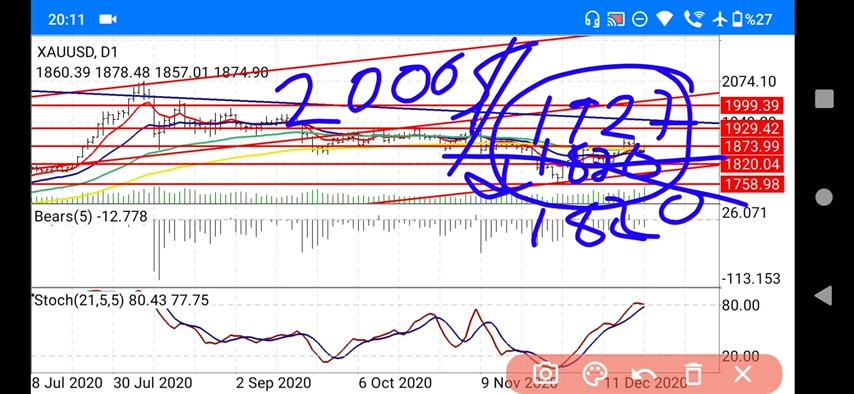 20:11 %27
XAUUSD, D1
1860.39 1878.48 1857.01 1874.90
2000
1927
1820
2074.10
1999.39
1929.42
1873.99
1820.04
1758.98
Bears(5) -12.778
26.071
-113.153
Stoch(21,5,5) 80.43 77.75
80.00
20.00
8 Jul 2020 30 Jul 2020 2 Sep 2020 6 Oct 2020 9 Nov 2020 11 Dec 2020